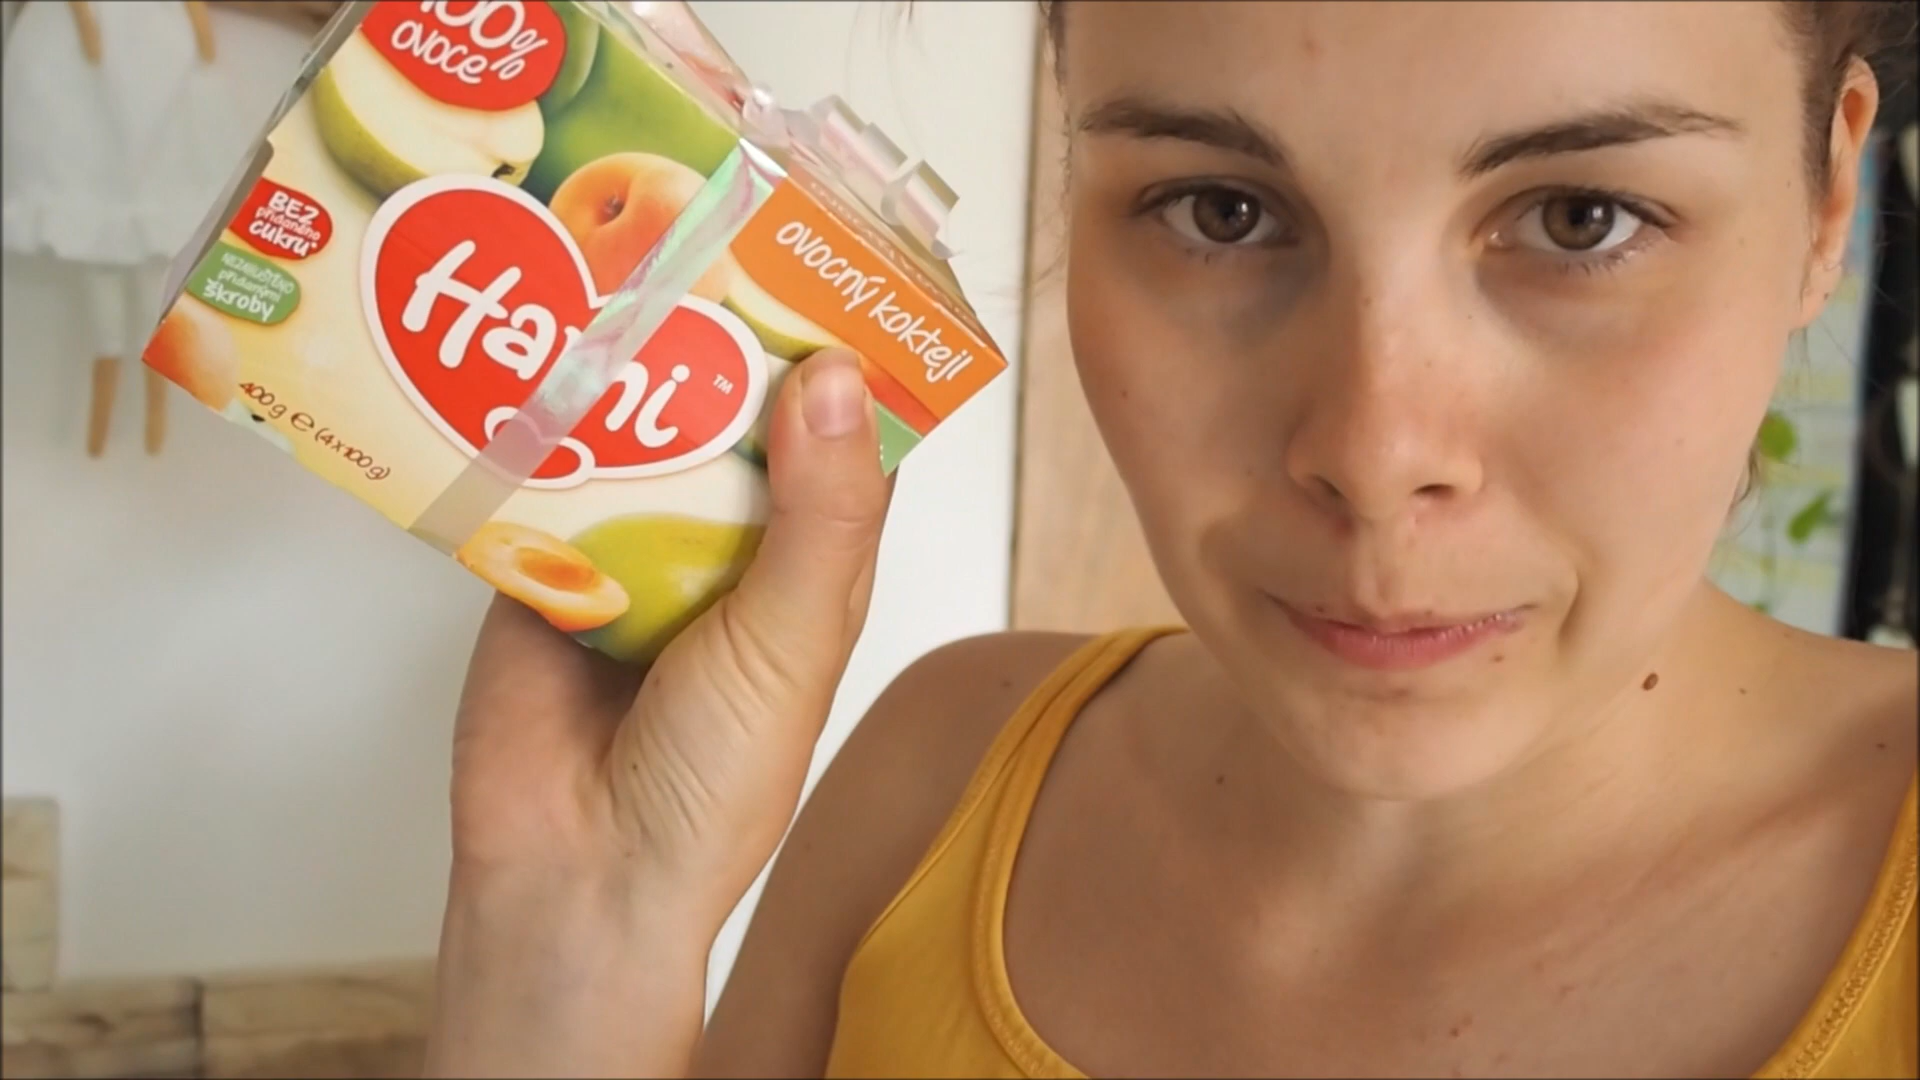 100%
ovoce
BEZ
přidaného
cukru*
NEZAHUŠTĚNO
přidanými
škroby
Hami
TM
400 g e (4x100 g)
ovocný koktejl